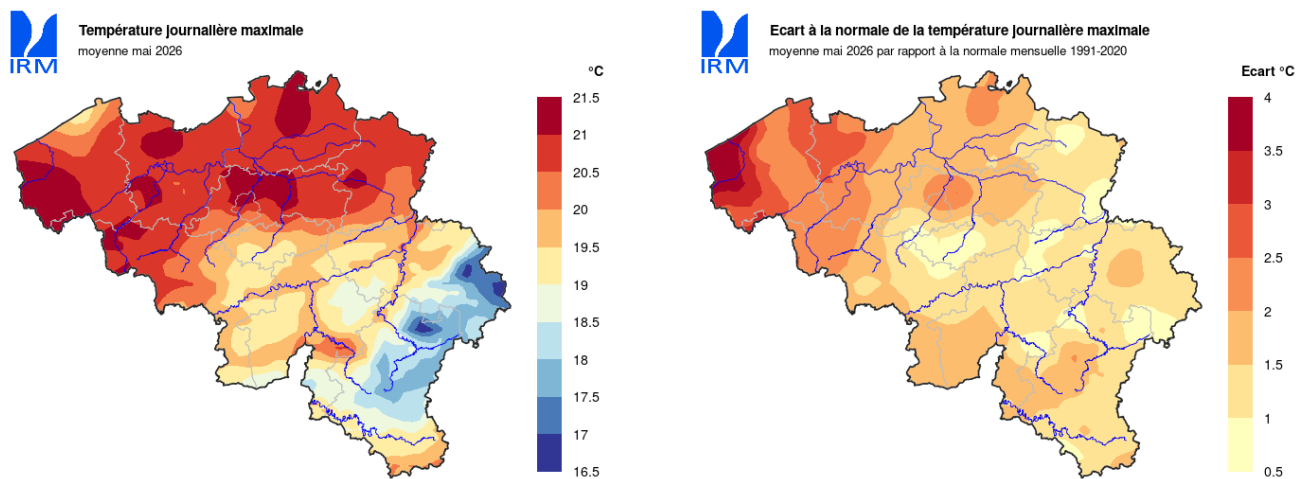 IRM
Température journalière maximale
moyenne mai 2026
°C
21.5
21
20.5
20
19.5
19
18.5
18
17.5
17
16.5
IRM
Ecart à la normale de la température journalière maximale
moyenne mai 2026 par rapport à la normale mensuelle 1991-2020
Ecart °C
4
3.5
3
2.5
2
1.5
1
0.5